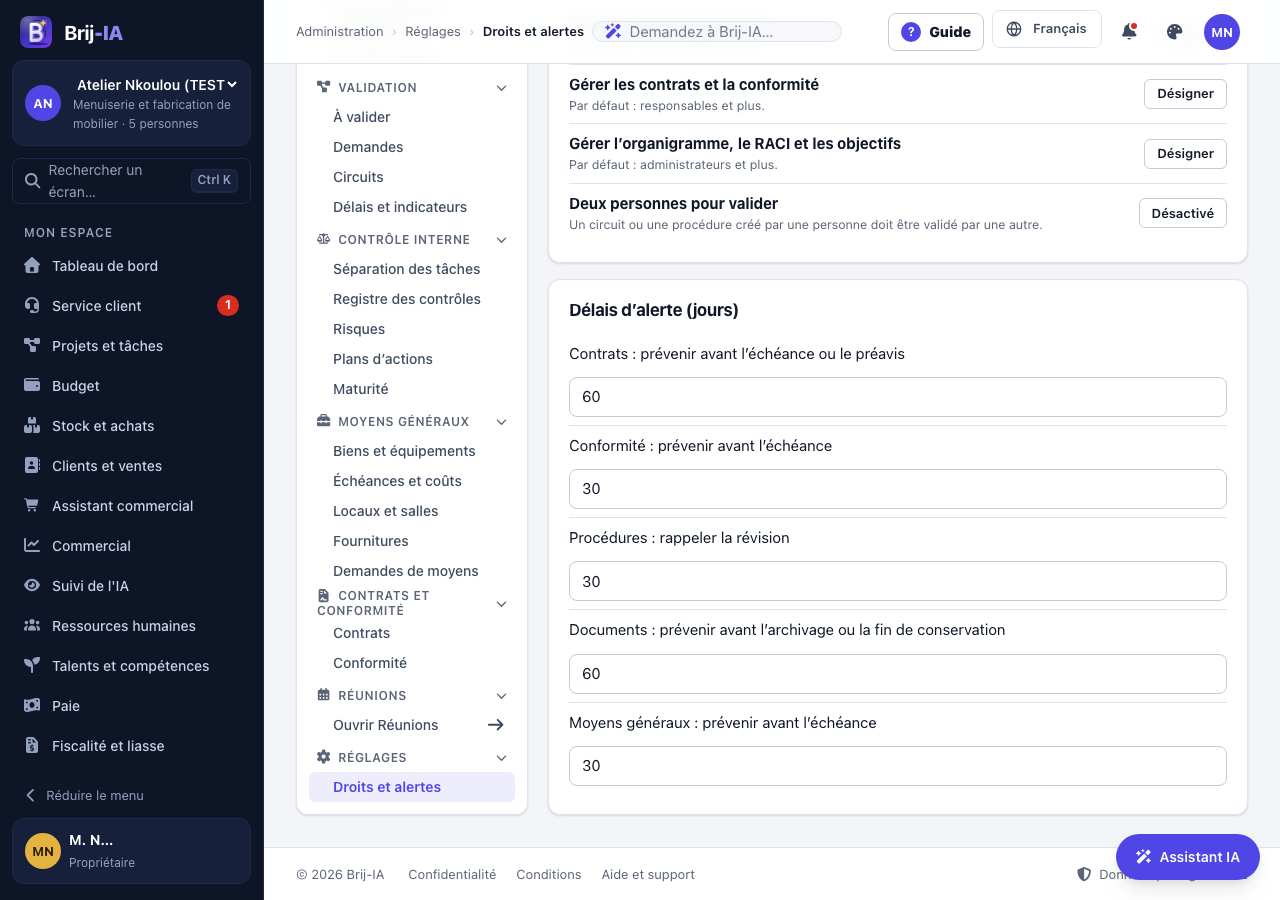 Brij-IA
AN
Atelier Nkoulou (TEST
Menuiserie et fabrication de
mobilier · 5 personnes
Rechercher un
écran...
Ctrl K
MON ESPACE
Tableau de bord
Service client
1
Projets et tâches
Budget
Stock et achats
Clients et ventes
Assistant commercial
Commercial
Suivi de l'IA
Ressources humaines
Talents et compétences
Paie
Fiscalité et liasse
Réduire le menu
MN
M. N...
Propriétaire
Administration › Réglages › Droits et alertes
Demandez à Brij-IA...
? Guide
Français
MN
VALIDATION
À valider
Demandes
Circuits
Délais et indicateurs
CONTRÔLE INTERNE
Séparation des tâches
Registre des contrôles
Risques
Plans d’actions
Maturité
MOYENS GÉNÉRAUX
Biens et équipements
Échéances et coûts
Locaux et salles
Fournitures
Demandes de moyens
CONTRATS ET
CONFORMITÉ
Contrats
Conformité
RÉUNIONS
Ouvrir Réunions
RÉGLAGES
Droits et alertes
Gérer les contrats et la conformité
Par défaut : responsables et plus.
Désigner
Gérer l’organigramme, le RACI et les objectifs
Par défaut : administrateurs et plus.
Désigner
Deux personnes pour valider
Un circuit ou une procédure créé par une personne doit être validé par une autre.
Désactivé
Délais d’alerte (jours)
Contrats : prévenir avant l’échéance ou le préavis
60
Conformité : prévenir avant l’échéance
30
Procédures : rappeler la révision
30
Documents : prévenir avant l’archivage ou la fin de conservation
60
Moyens généraux : prévenir avant l’échéance
30
© 2026 Brij-IA
Confidentialité
Conditions
Aide et support
Assistant IA